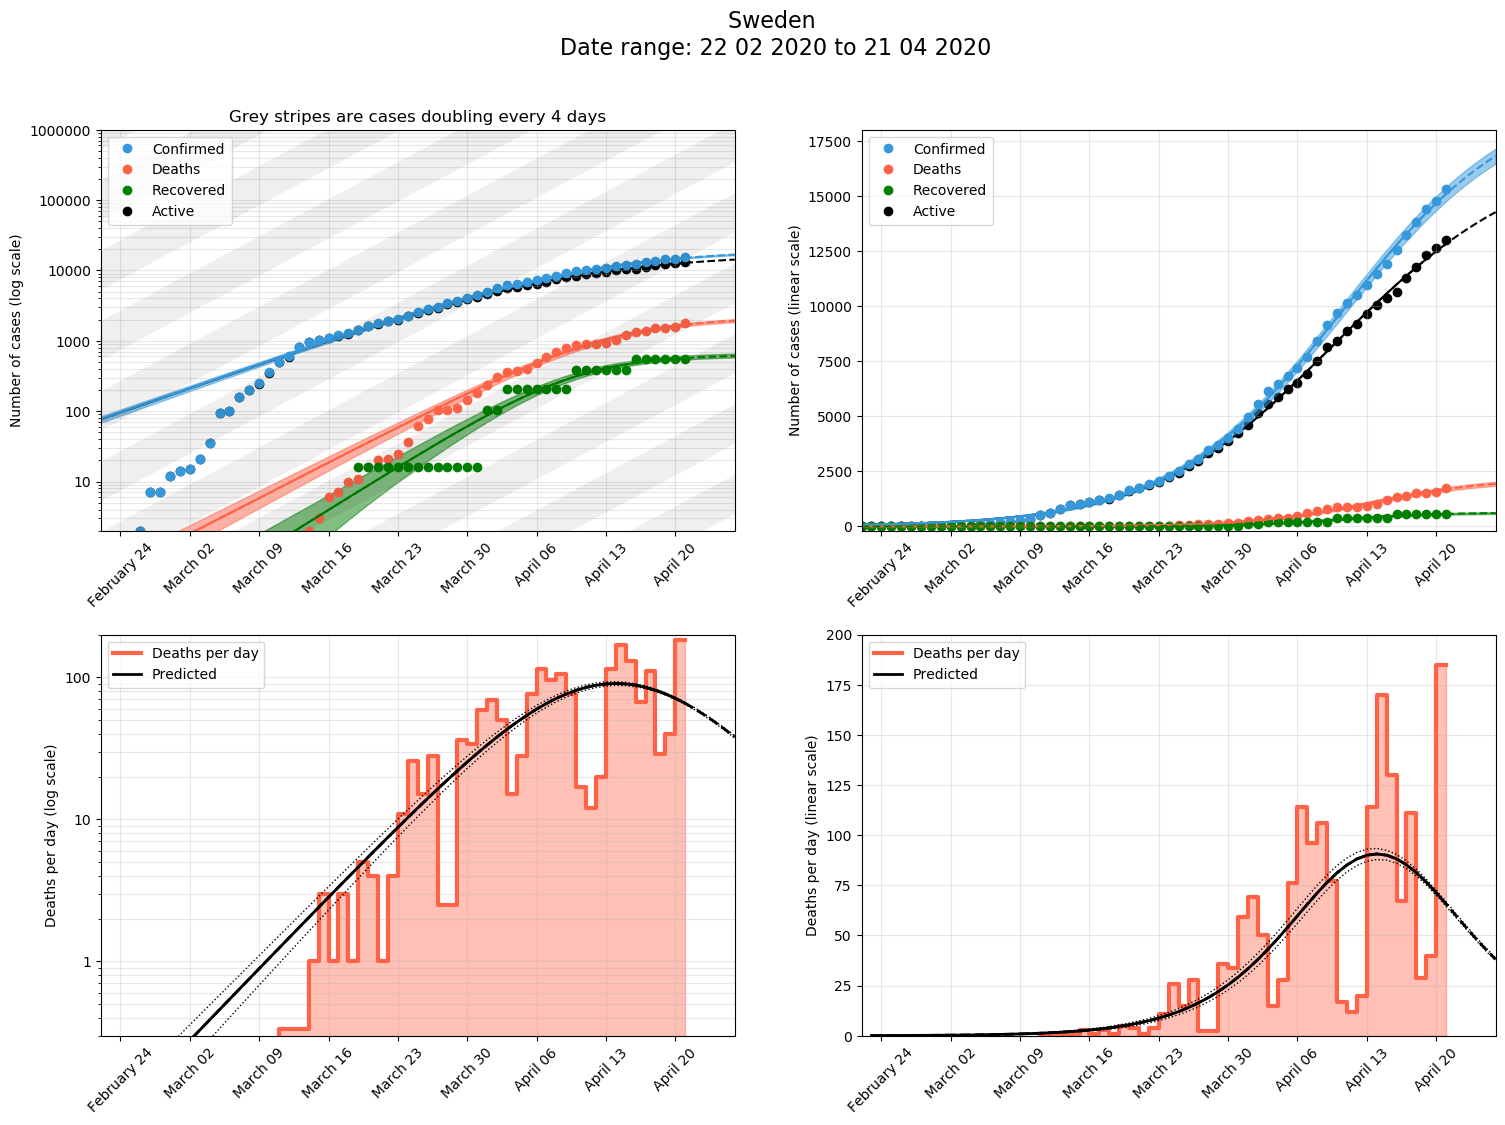 Sweden
Date range: 22 02 2020 to 21 04 2020
Grey stripes are cases doubling every 4 days
Number of cases (log scale)
1000000
100000
10000
1000
100
10
Confirmed
Deaths
Recovered
Active
February 24
March 02
March 09
March 16
March 23
March 30
April 06
April 13
April 20
Number of cases (linear scale)
17500
15000
12500
10000
7500
5000
2500
0
Confirmed
Deaths
Recovered
Active
February 24
March 02
March 09
March 16
March 23
March 30
April 06
April 13
April 20
Deaths per day (log scale)
100
10
1
Deaths per day
Predicted
February 24
March 02
March 09
March 16
March 23
March 30
April 06
April 13
April 20
Deaths per day (linear scale)
200
175
150
125
100
75
50
25
0
Deaths per day
Predicted
February 24
March 02
March 09
March 16
March 23
March 30
April 06
April 13
April 20